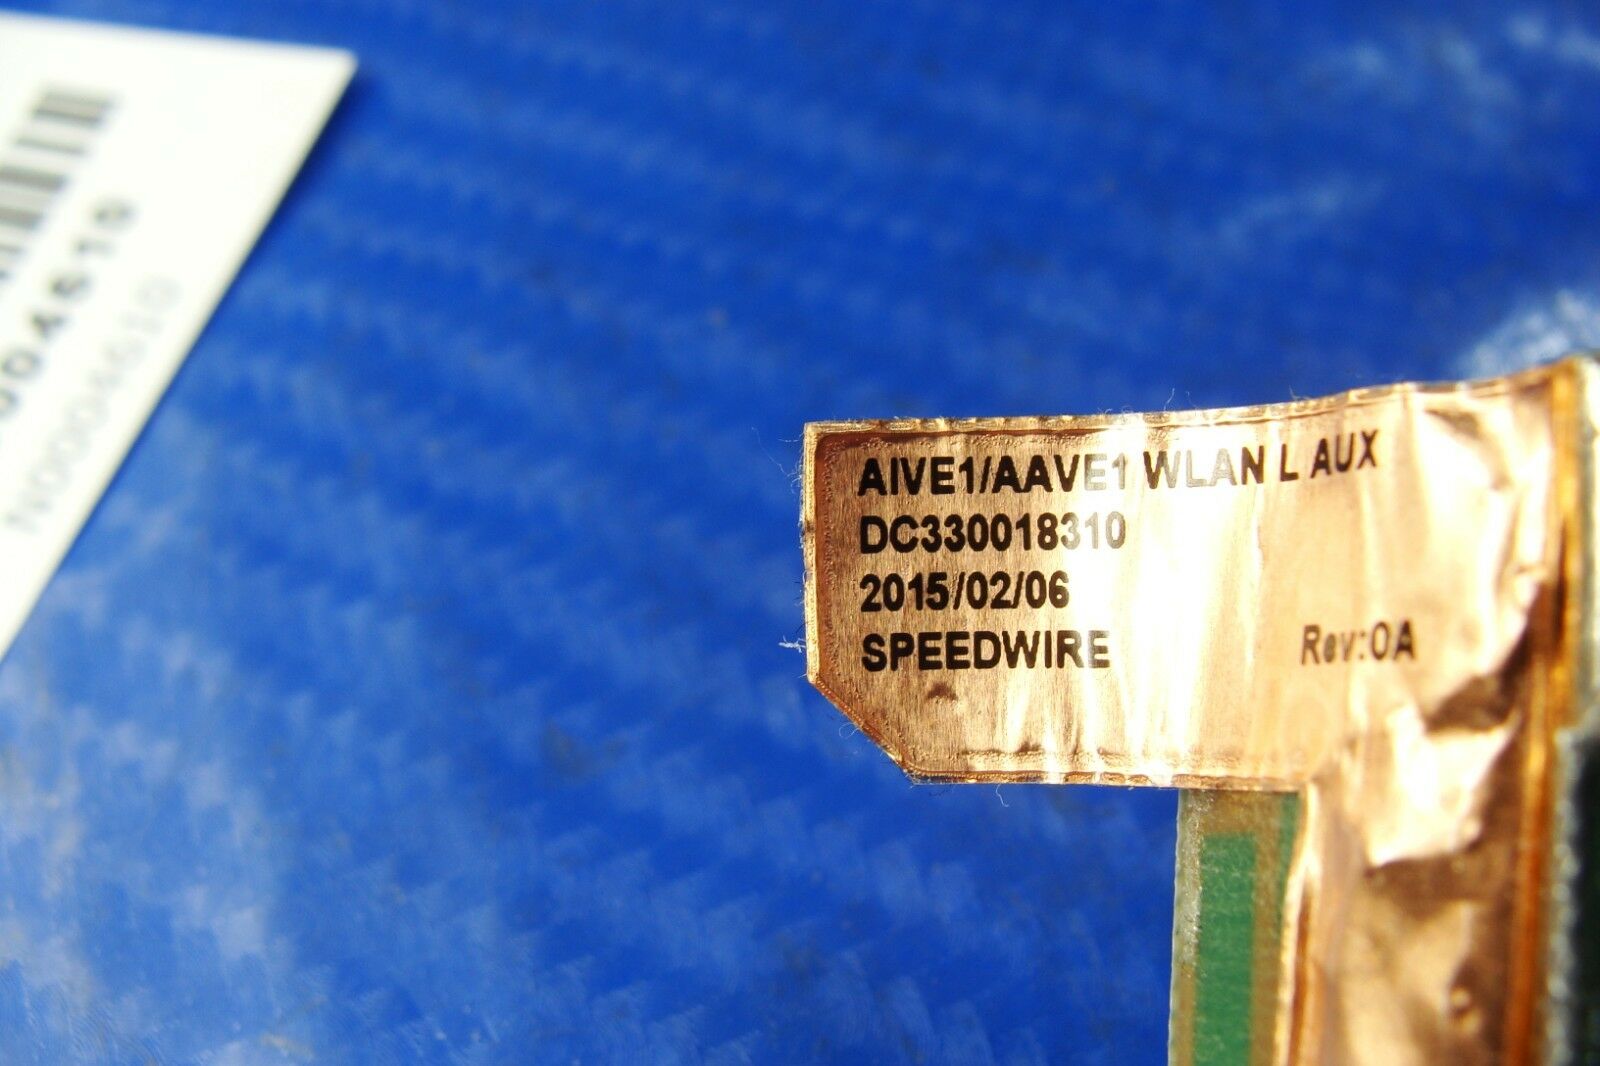 AIVE1/AAVE1 WLAN L AUX
DC330018310
2015/02/06
SPEEDWIRE Rev:0A